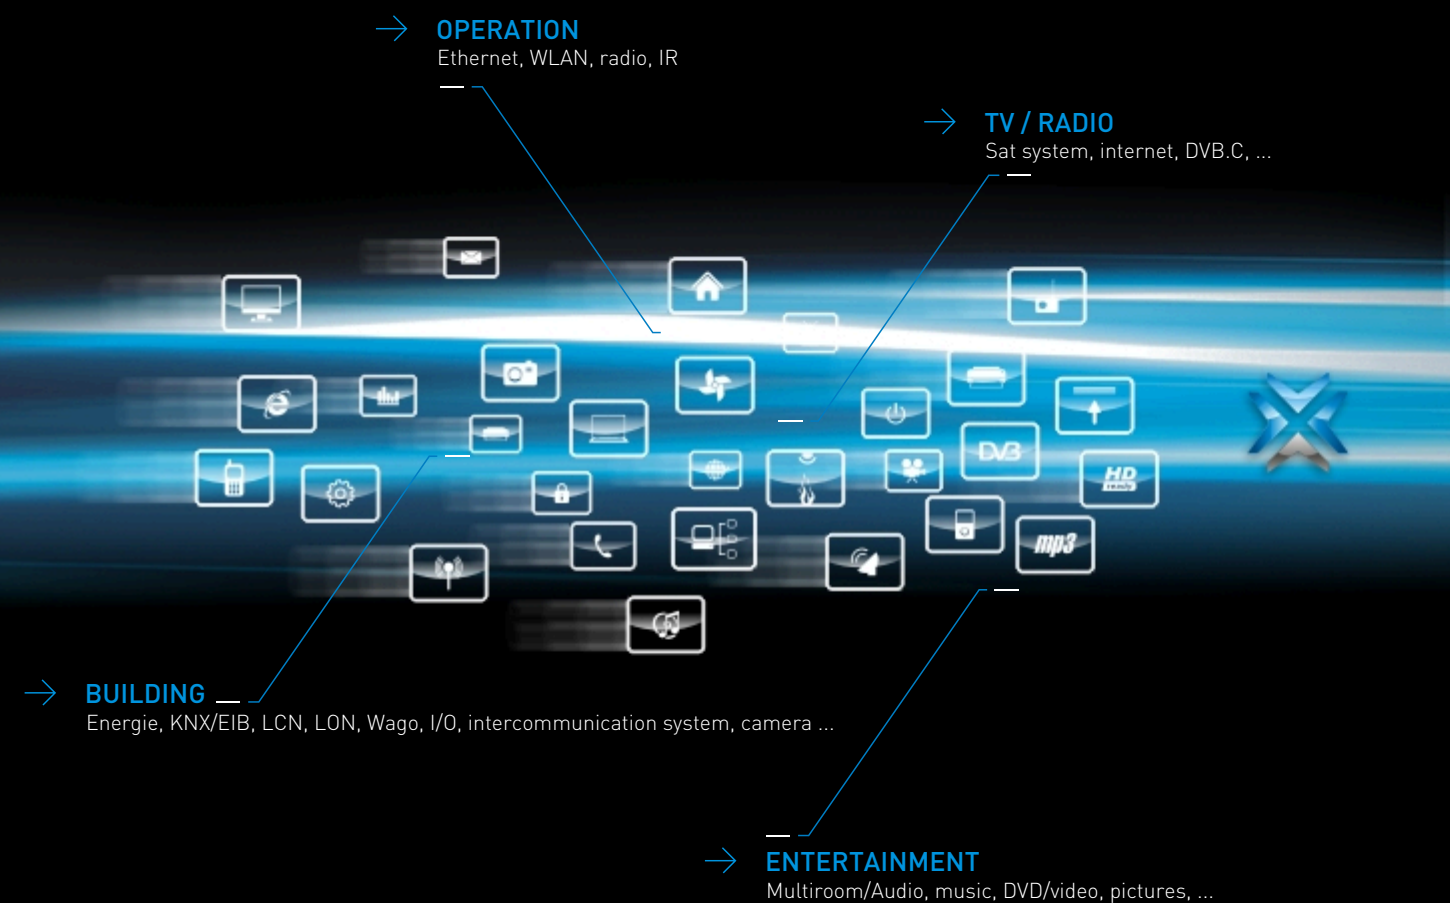 OPERATION
Ethernet, WLAN, radio, IR
TV / RADIO
Sat system, internet, DVB.C, ...
DVB
HD
ready
mp3
BUILDING
Energie, KNX/EIB, LCN, LON, Wago, I/O, intercommunication system, camera ...
ENTERTAINMENT
Multiroom/Audio, music, DVD/video, pictures, ...